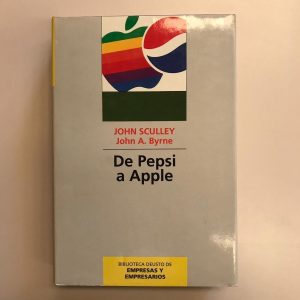 JOHN SCULLEY
John A. Byrne
De Pepsi
a Apple
BIBLIOTECA DEUSTO DE
EMPRESAS Y
EMPRESARIOS